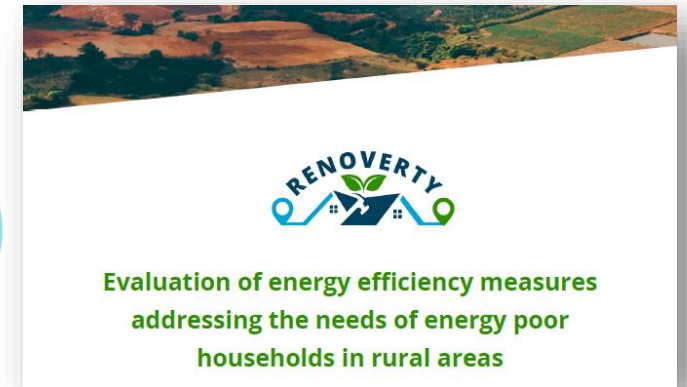 RENOVERTY
Evaluation of energy efficiency measures
addressing the needs of energy poor
households in rural areas